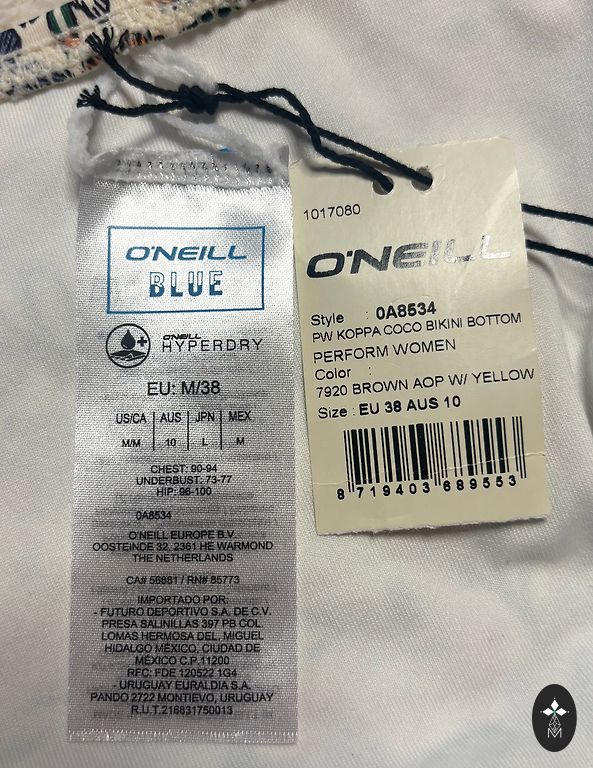 O'NEILL
BLUE
O'NEILL
HYPERDRY
EU: M/38
US/CA AUS JPN MEX
M/M 10 L M
CHEST: 90-94
UNDERBUST: 73-77
HIP: 96-100
0A8534
O'NEILL EUROPE B.V.
OOSTEINDE 32, 2361 HE WARMOND
THE NETHERLANDS
CA# 56881 / RN# 85773
IMPORTADO POR:
- FUTURO DEPORTIVO S.A. DE C.V.
PRESA SALINILLAS 397 PB COL.
LOMAS HERMOSA DEL. MIGUEL
HIDALGO MÉXICO, CIUDAD DE
MÉXICO C.P.11200
RFC: FDE 120522 1G4
- URUGUAY EURALDIA S.A.
PANDO 2722 MONTIEVO, URUGUAY
R.U.T.216831750013
1017080
O'NEILL
Style : 0A8534
PW KOPPA COCO BIKINI BOTTOM
PERFORM WOMEN
Color :
7920 BROWN AOP W/ YELLOW
Size : EU 38 AUS 10
8 719403 689553
M